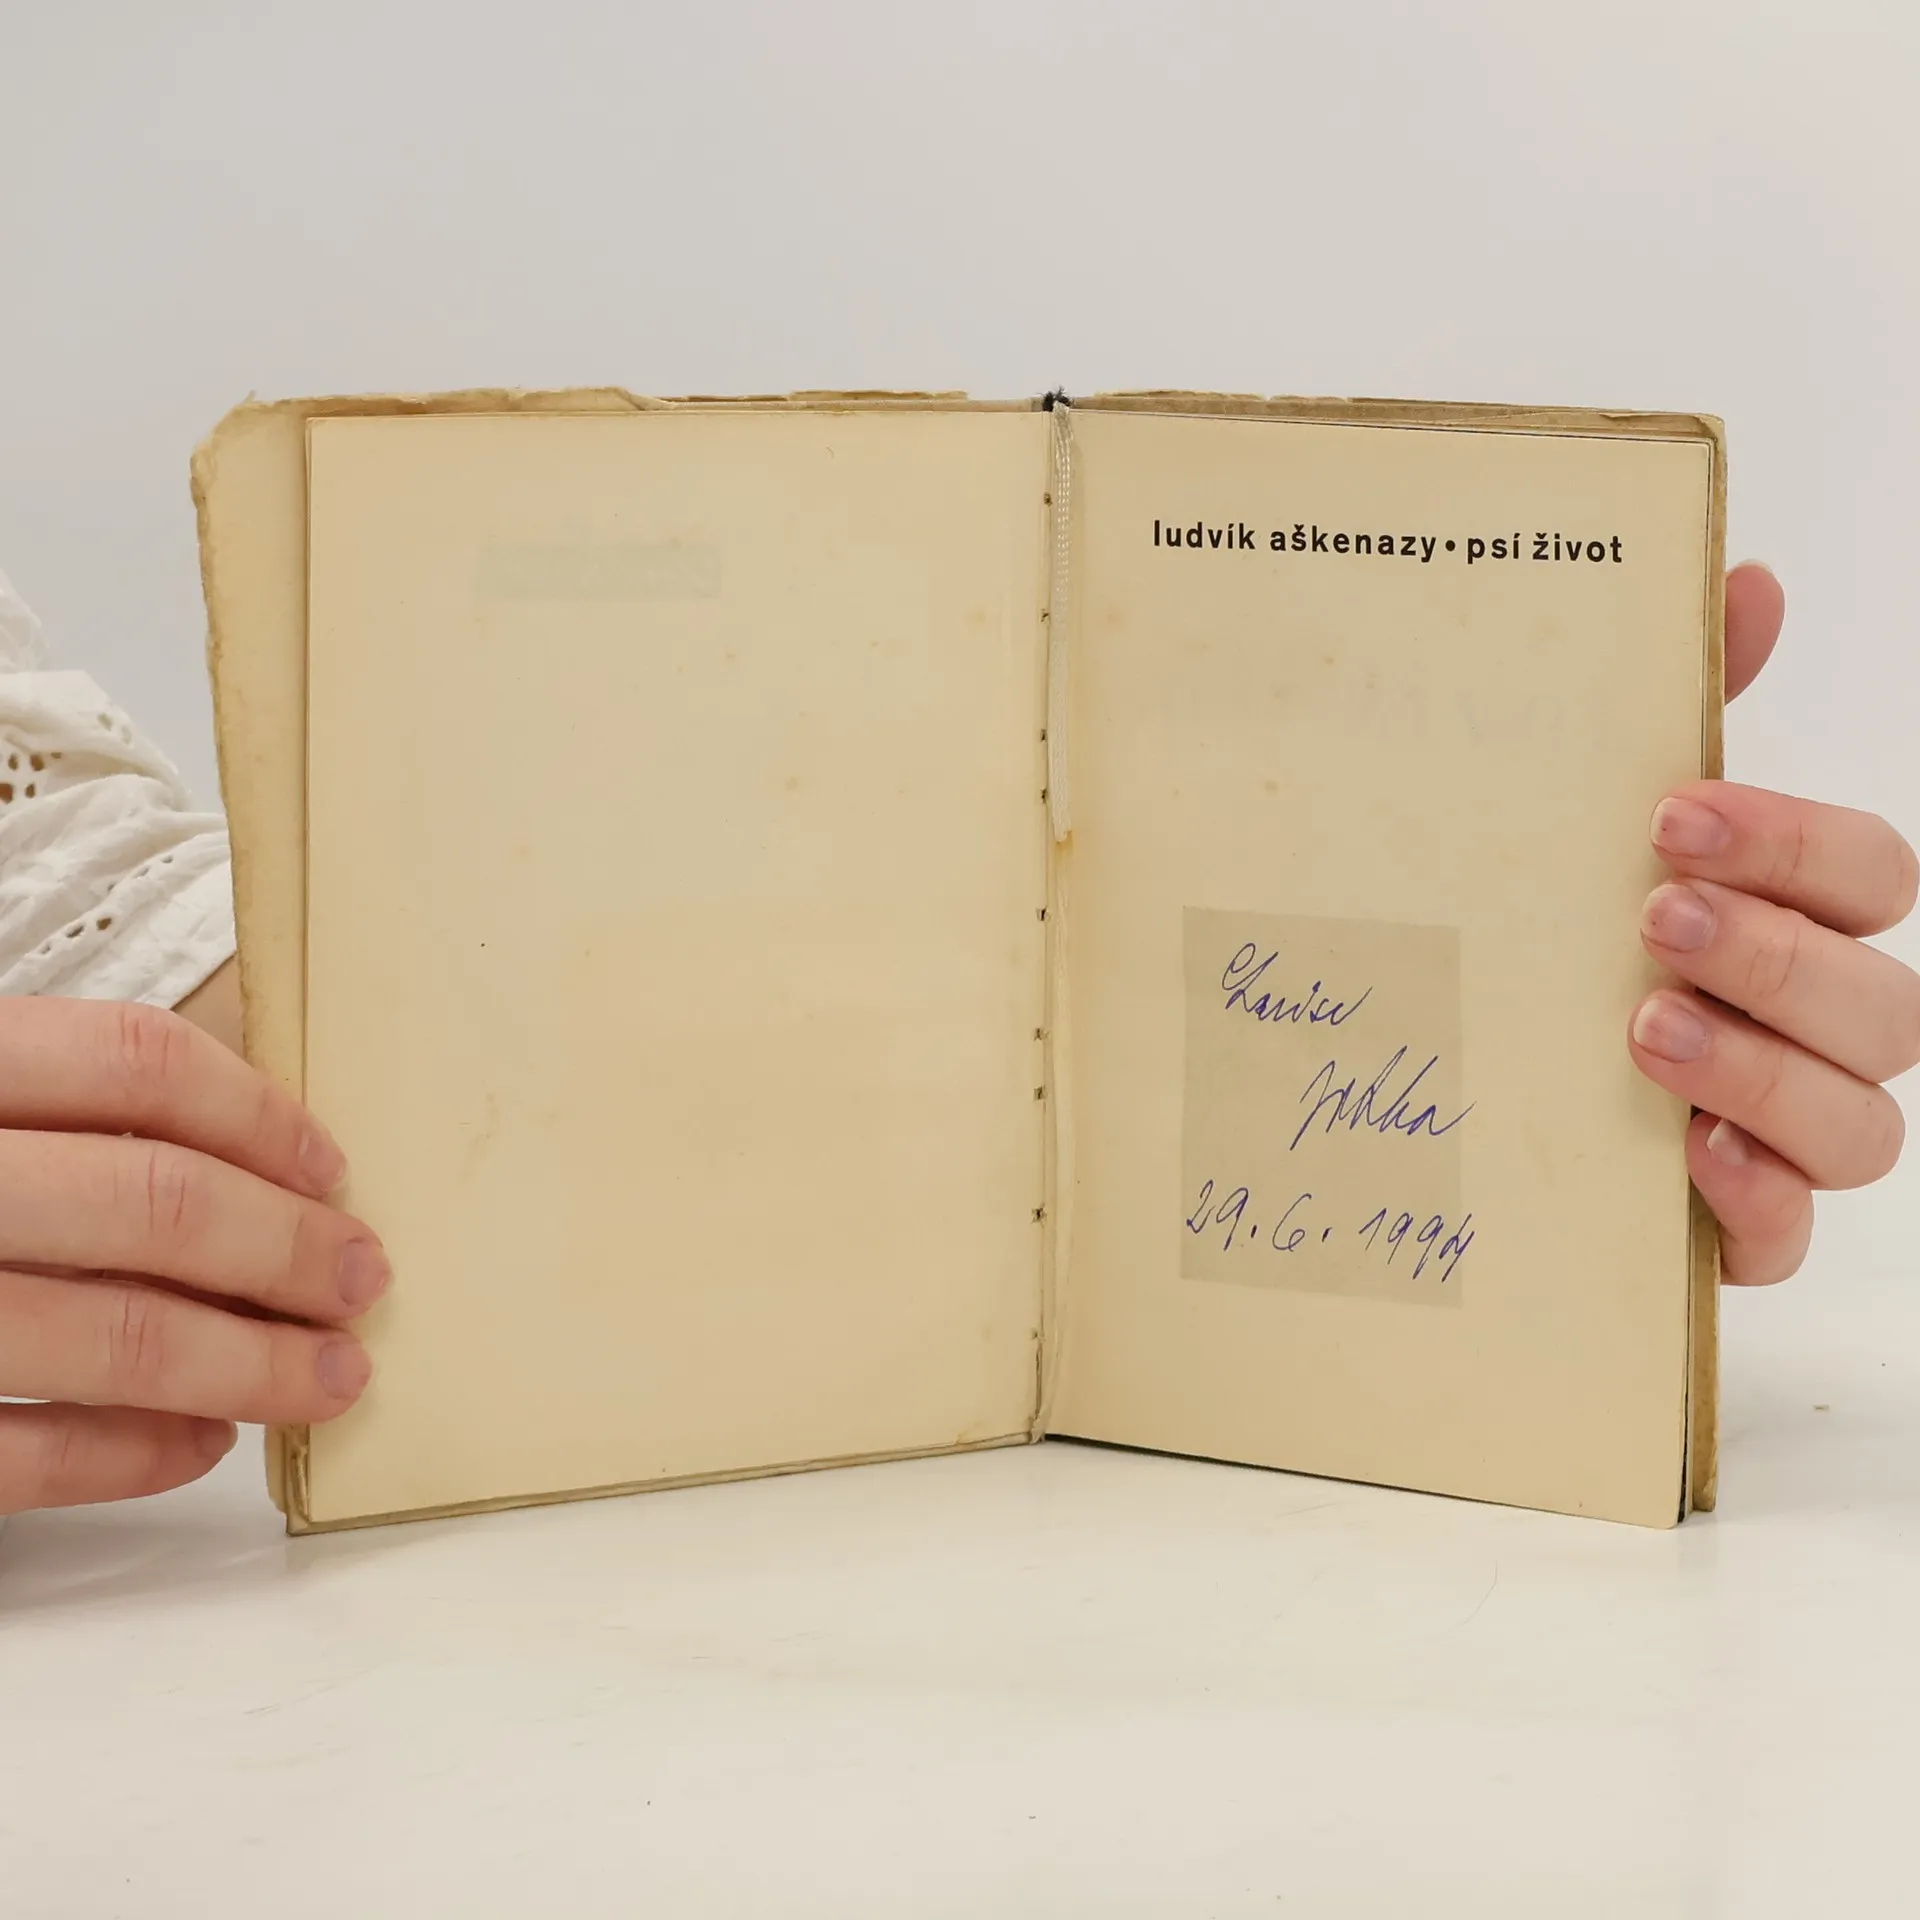 ludvík aškenazy • psí život
29. 6. 1994